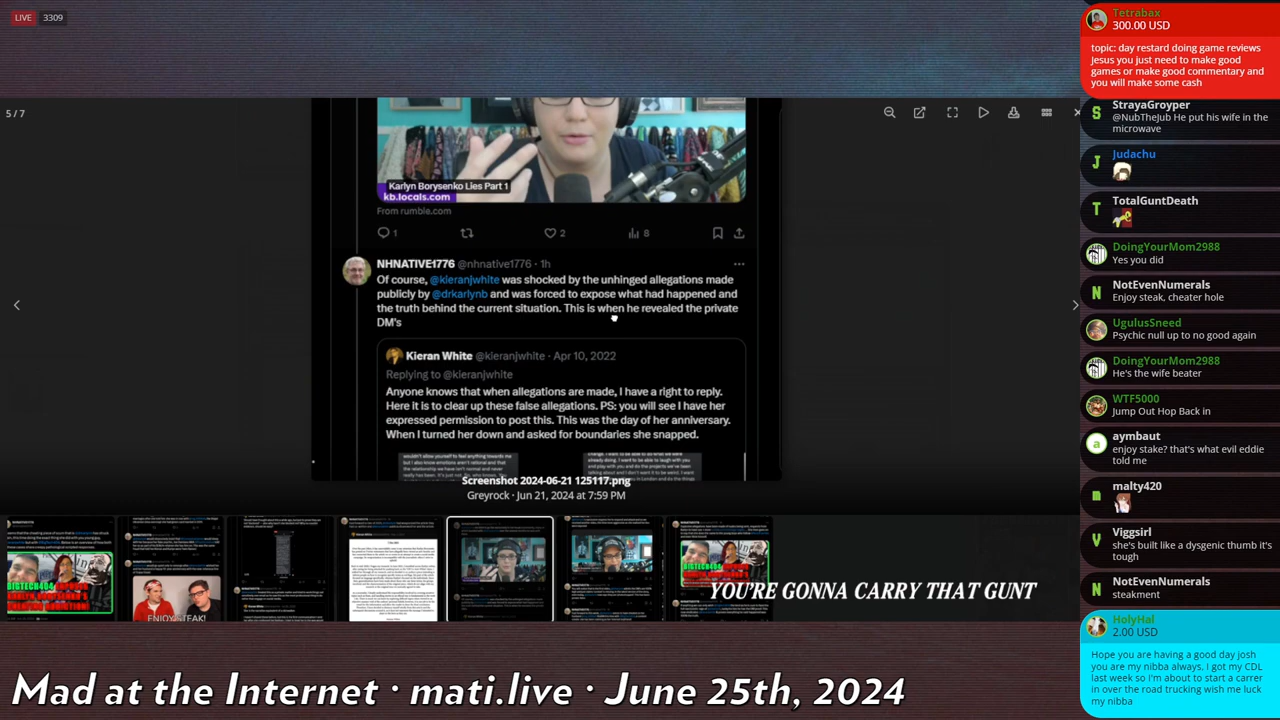 LIVE 3309
5 / 7
Karlyn Borysenko Lies Part 1
kb.locals.com
From rumble.com
1
2
8
NHNATIVE1776 @nhnative1776 · 1h
Of course, @kieranjwhite was shocked by the unhinged allegations made
publicly by @drkarlynb and was forced to expose what had happened and
the truth behind the current situation. This is when he revealed the private
DM's
Kieran White @kieranjwhite · Apr 10, 2022
Replying to @kieranjwhite
Anyone knows that when allegations are made, I have a right to reply.
Here it is to clear up these false allegations. PS: you will see I have her
expressed permission to post this. This was the day of her anniversary.
When I turned her down and asked for boundaries she snapped.
Screenshot 2024-06-21 125117.png
Greyrock · Jun 21, 2024 at 7:59 PM
ENJOY STEAK!
YOU'RE GONNA CARRY THAT GUNT
Mad at the Internet · mati.live · June 25th, 2024
Tetrabax
300.00 USD
topic: day restard doing game reviews
Jesus you just need to make good
games or make good commentary and
you will make some cash
S
StrayaGroyper
@NubTheJub He put his wife in the
microwave
J
Judachu
T
TotalGuntDeath
DoingYourMom2988
Yes you did
N
NotEvenNumerals
Enjoy steak, cheater hole
UgulusSneed
Psychic null up to no good again
DoingYourMom2988
He's the wife beater
WTF5000
Jump Out Hop Back in
a
aymbaut
enjoy stake? that's what evil eddie
told me
m
malty420
V
Viggsirl
she's built like a dysgenic thumb its
tough
N
NotEvenNumerals
steakment
HolyHal
2.00 USD
Hope you are having a good day josh
you are my nibba always, I got my CDL
last week so I'm about to start a carrer
in over the road trucking wish me luck
my nibba